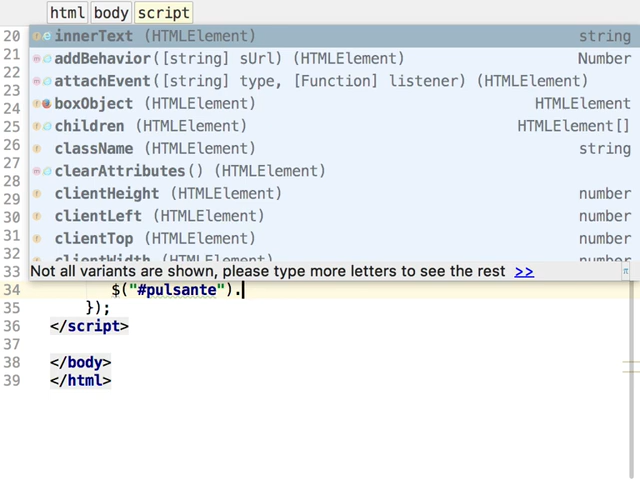 html body script
20 innerText (HTMLElement) string
21 addBehavior([string] sUrl) (HTMLElement) Number
22 attachEvent([string] type, [Function] listener) (HTMLElement)
23
24 boxObject (HTMLElement) HTMLElement
25 children (HTMLElement) HTMLElement[]
26 className (HTMLElement) string
27 clearAttributes() (HTMLElement)
28
29 clientHeight (HTMLElement) number
30 clientLeft (HTMLElement) number
31 clientTop (HTMLElement) number
32 clientWidth (HTMLElement) number
33 Not all variants are shown, please type more letters to see the rest >> π
34 $("#pulsante").
35 });
36 </script>
37
38 </body>
39 </html>